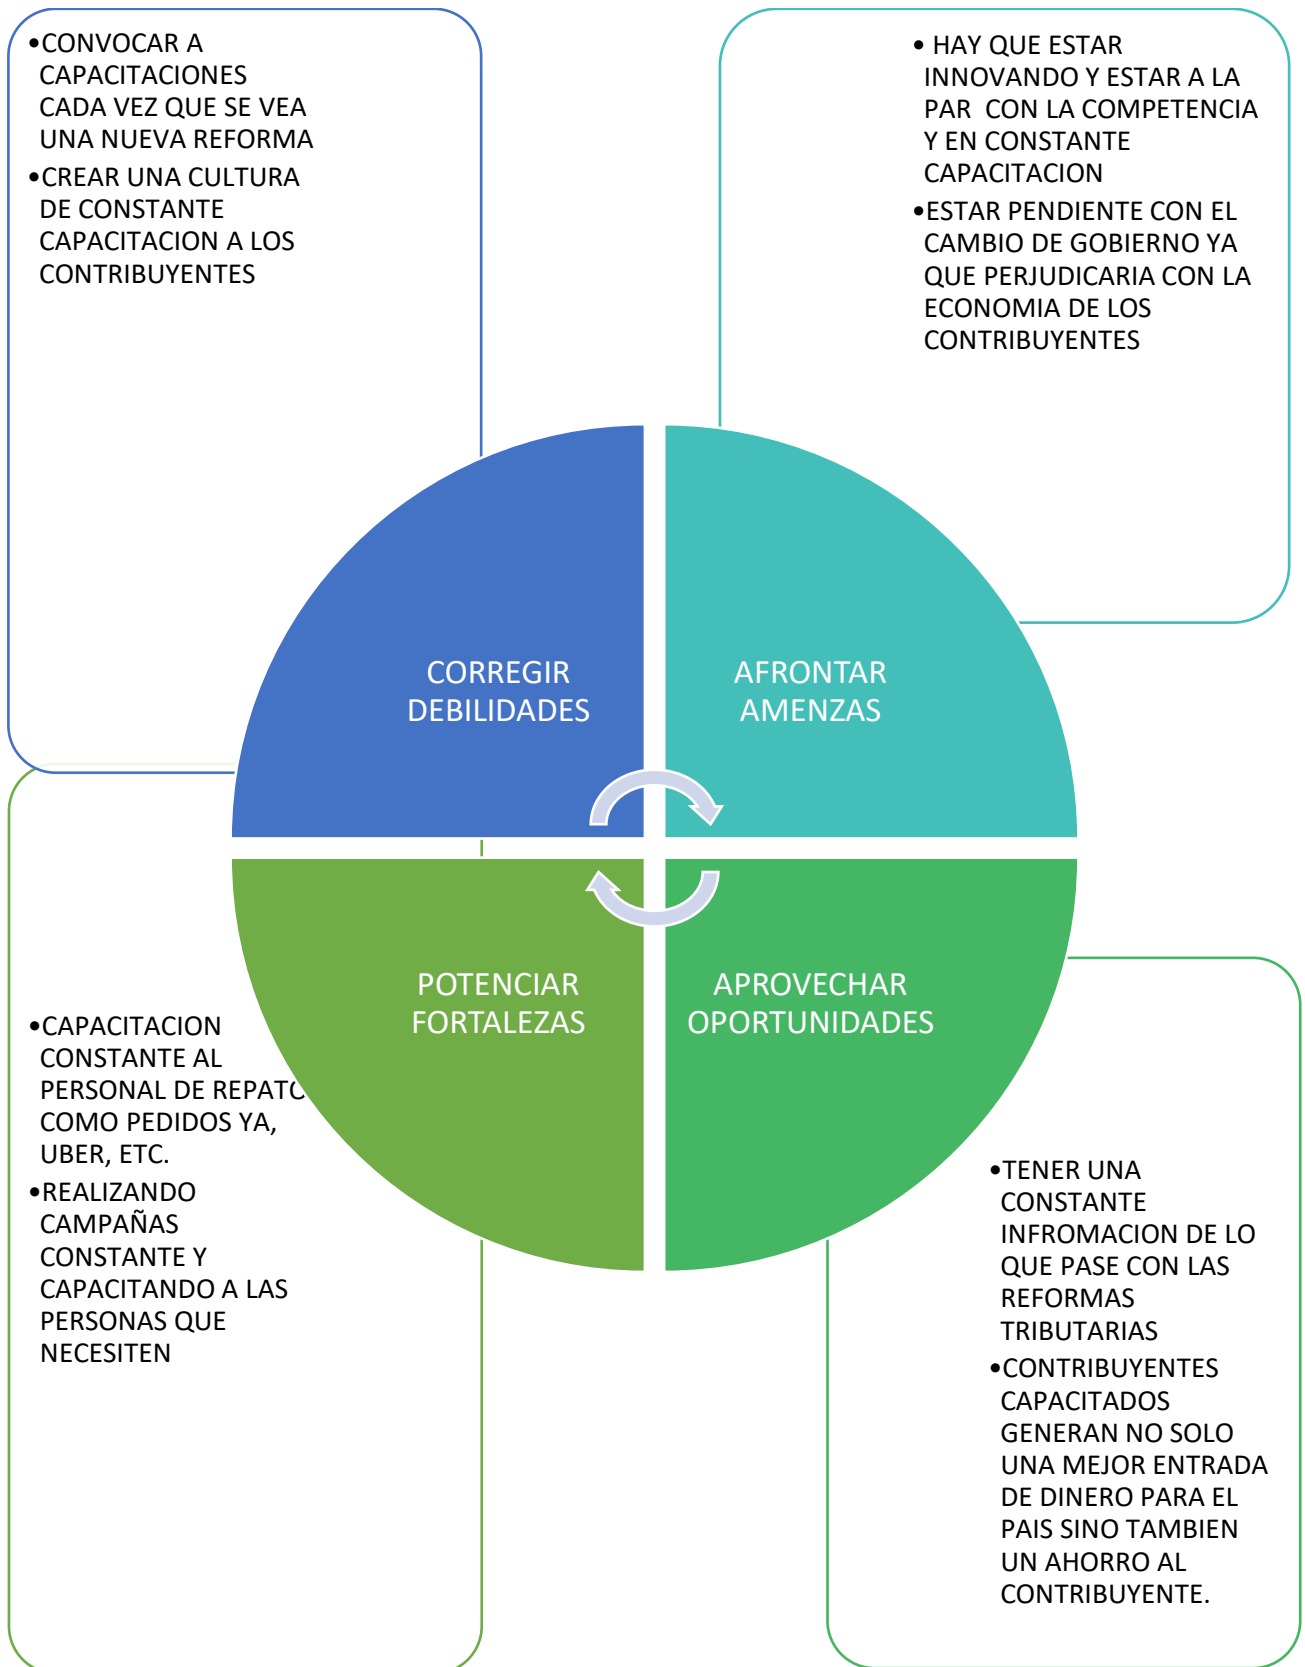 •CONVOCAR A
CAPACITACIONES
CADA VEZ QUE SE VEA
UNA NUEVA REFORMA
•CREAR UNA CULTURA
DE CONSTANTE
CAPACITACION A LOS
CONTRIBUYENTES
• HAY QUE ESTAR
INNOVANDO Y ESTAR A LA
PAR  CON LA COMPETENCIA
Y EN CONSTANTE
CAPACITACION
•ESTAR PENDIENTE CON EL
CAMBIO DE GOBIERNO YA
QUE PERJUDICARIA CON LA
ECONOMIA DE LOS
CONTRIBUYENTES
CORREGIR
DEBILIDADES
AFRONTAR
AMENZAS
POTENCIAR
FORTALEZAS
APROVECHAR
OPORTUNIDADES
•CAPACITACION
CONSTANTE AL
PERSONAL DE REPATO
COMO PEDIDOS YA,
UBER, ETC.
•REALIZANDO
CAMPAÑAS
CONSTANTE Y
CAPACITANDO A LAS
PERSONAS QUE
NECESITEN
•TENER UNA
CONSTANTE
INFROMACION DE LO
QUE PASE CON LAS
REFORMAS
TRIBUTARIAS
•CONTRIBUYENTES
CAPACITADOS
GENERAN NO SOLO
UNA MEJOR ENTRADA
DE DINERO PARA EL
PAIS SINO TAMBIEN
UN AHORRO AL
CONTRIBUYENTE.